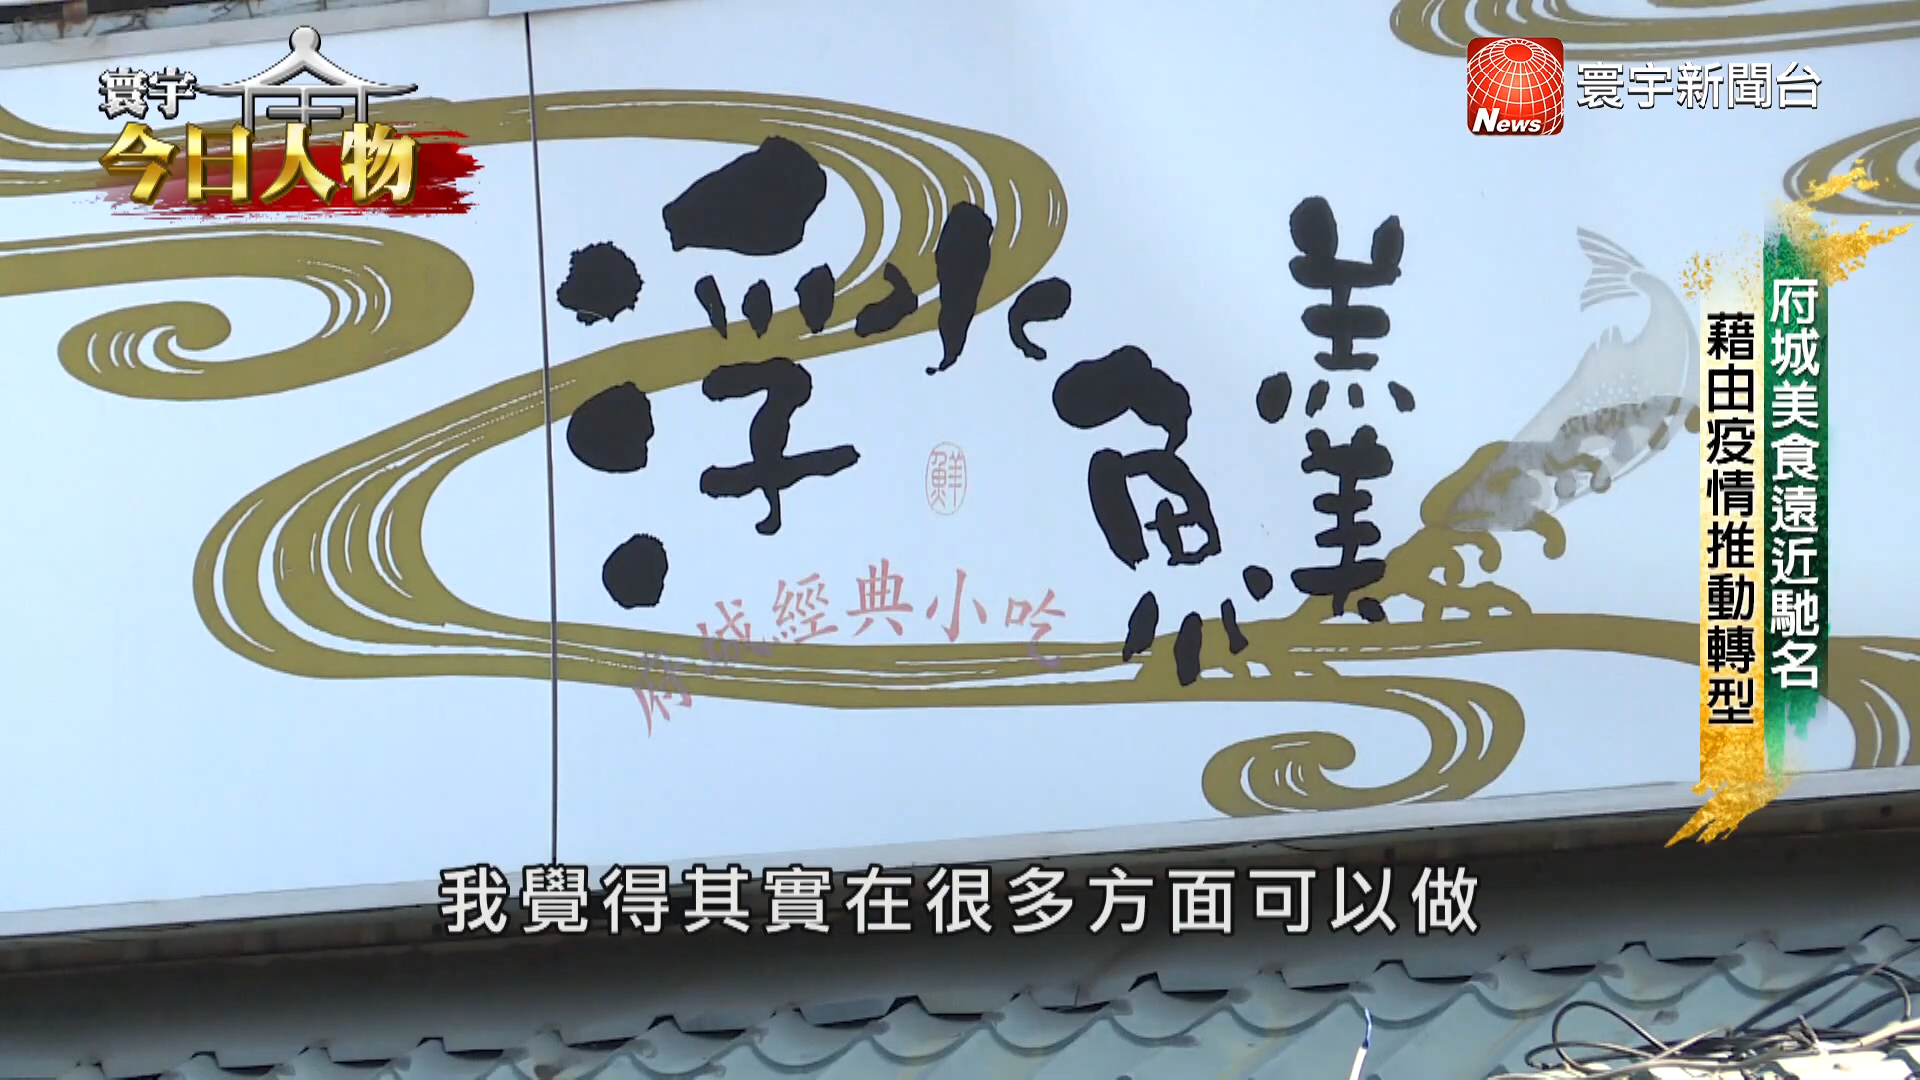 寰宇
今日人物
News
寰宇新聞台
府城美食遠近馳名
藉由疫情推動轉型
浮水魚羹
鮮
府城經典小吃
我覺得其實在很多方面可以做